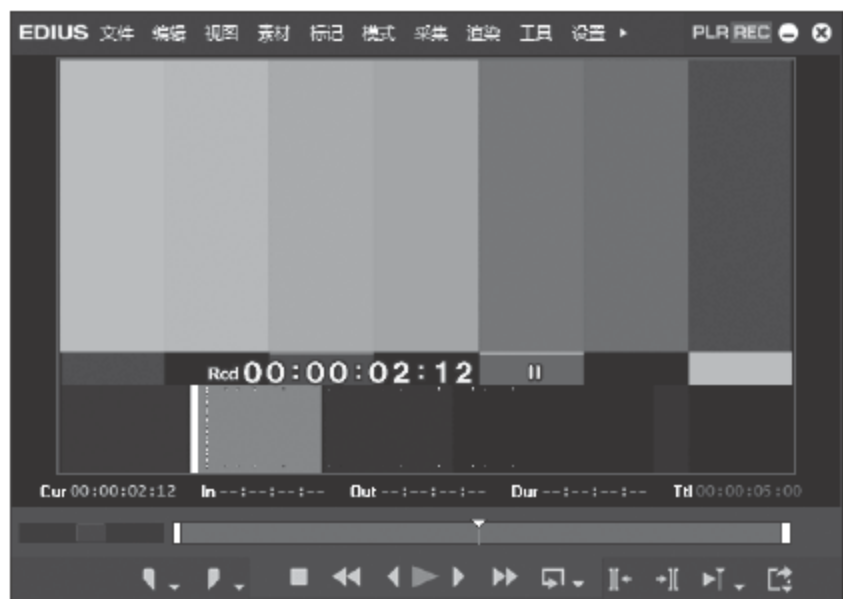 EDIUS 文件 编辑 视图 素材 标记 模式 采集 渲染 工具 设置 PLR REC
Rcd 00:00:02:12
Cur 00:00:02:12 In --:--:--:-- Out --:--:--:-- Dur --:--:--:-- Ttl 00:00:05:00